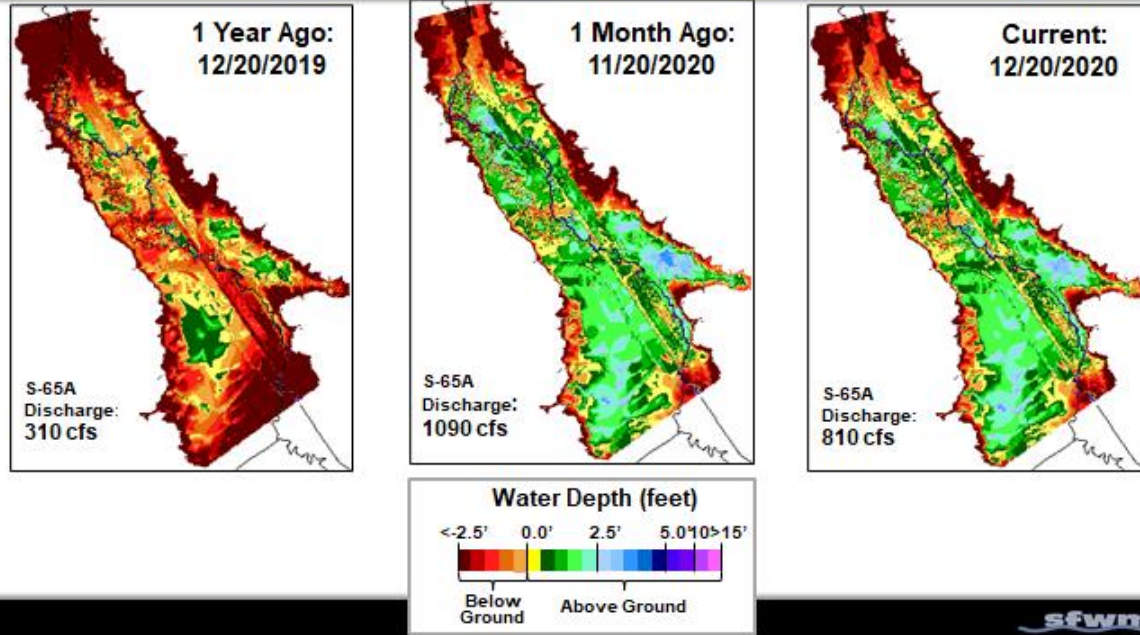 1 Year Ago:
12/20/2019
S-65A
Discharge:
310 cfs
1 Month Ago:
11/20/2020
S-65A
Discharge:
1090 cfs
Current:
12/20/2020
S-65A
Discharge:
810 cfs
Water Depth (feet)
<-2.5' 0.0' 2.5' 5.0' 10' >15'
Below
Ground
Above Ground